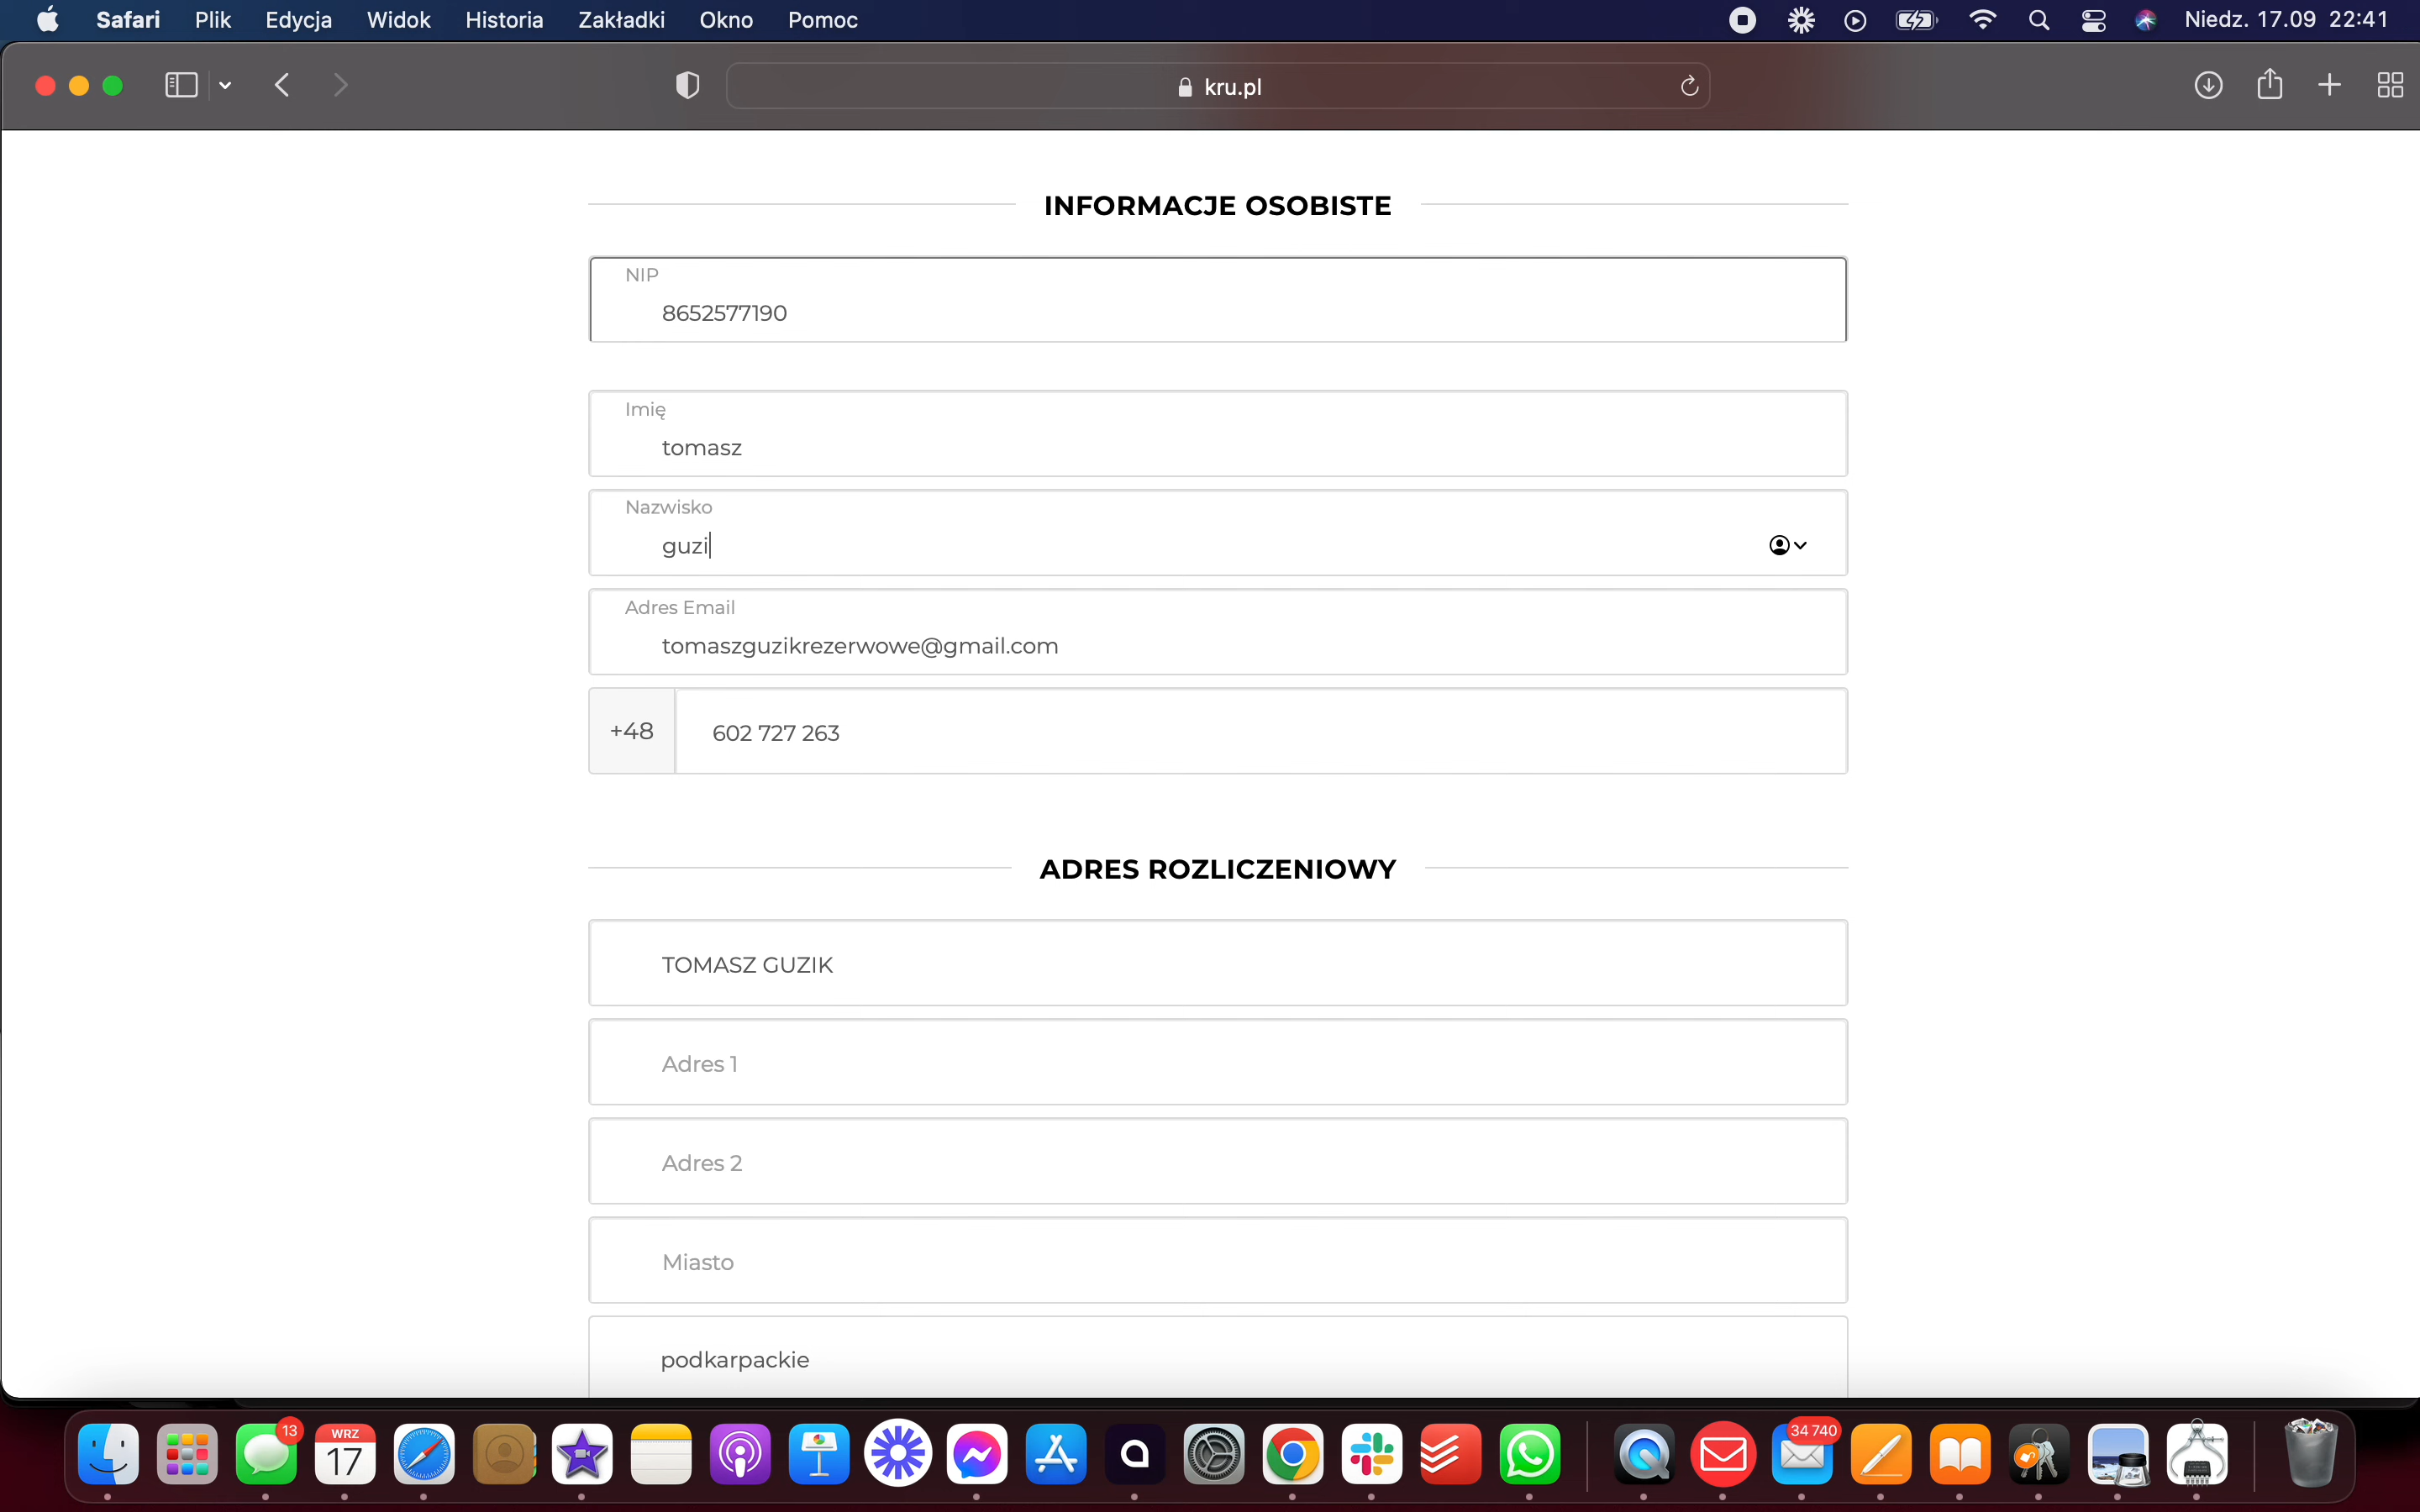 Safari Plik Edycja Widok Historia Zakładki Okno Pomoc Niedz. 17.09 22:41
kru.pl
INFORMACJE OSOBISTE
NIP
8652577190
Imię
tomasz
Nazwisko
guzi
Adres Email
tomaszguzikrezerwowe@gmail.com
+48 602 727 263
ADRES ROZLICZENIOWY
TOMASZ GUZIK
Adres 1
Adres 2
Miasto
podkarpackie
13
WRZ
17
34 740